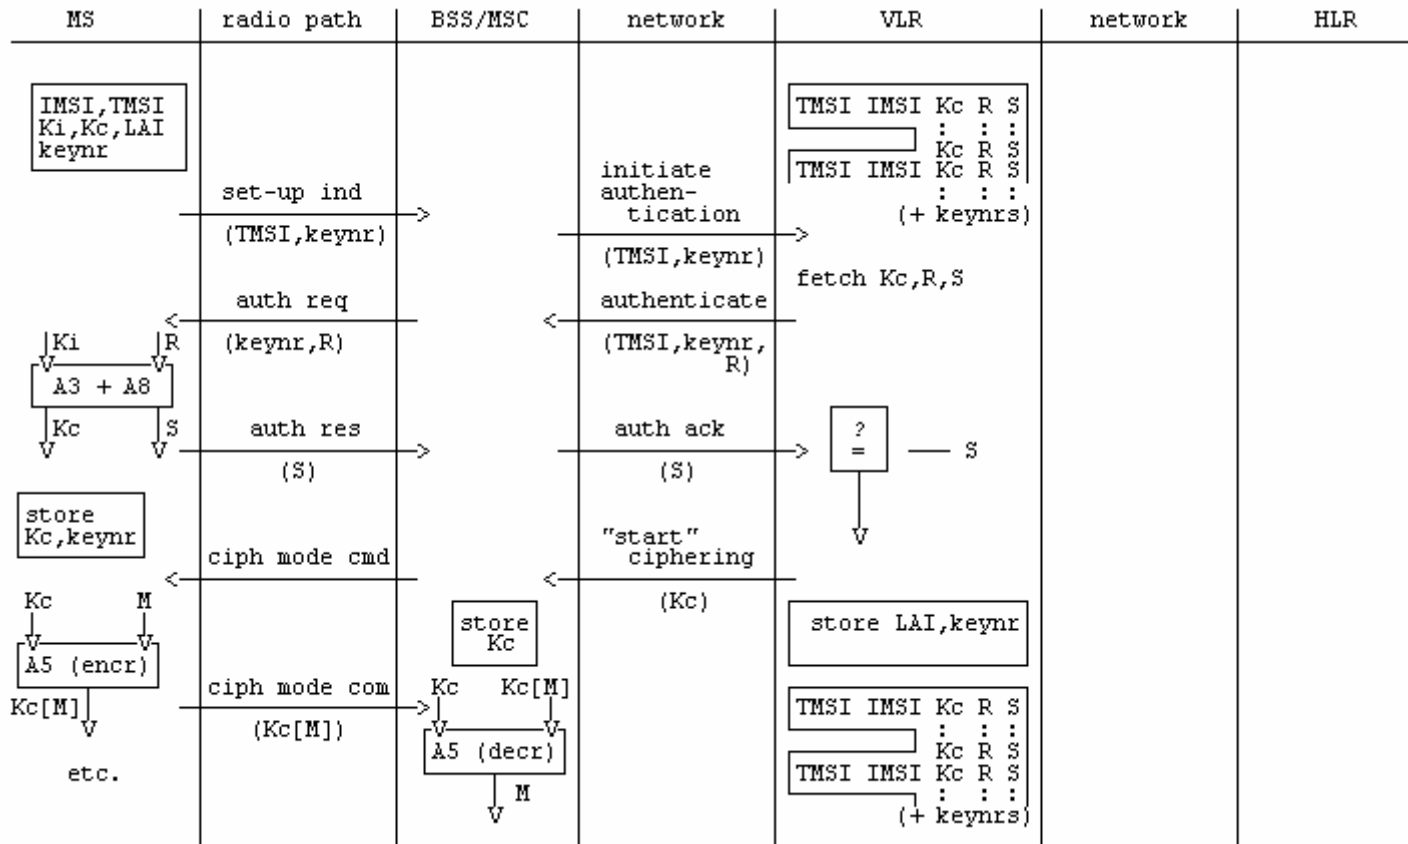 MS radio path BSS/MSC network VLR network HLR
IMSI,TMSI
Ki,Kc,LAI
keynr
TMSI IMSI Kc R S
: : :
Kc R S
TMSI IMSI Kc R S
: : :
(+ keynrs)
set-up ind
(TMSI,keynr)
initiate
authen-
tication
(TMSI,keynr)
fetch Kc,R,S
auth req
(keynr,R)
authenticate
(TMSI,keynr,
R)
Ki R
A3 + A8
Kc S
auth res
(S)
auth ack
(S)
?
=
S
store
Kc,keynr
ciph mode cmd
"start"
ciphering
(Kc)
Kc M
A5 (encr)
Kc[M]
store
Kc
store LAI,keynr
ciph mode com
(Kc[M])
Kc Kc[M]
A5 (decr)
M
TMSI IMSI Kc R S
: : :
Kc R S
TMSI IMSI Kc R S
: : :
(+ keynrs)
etc.